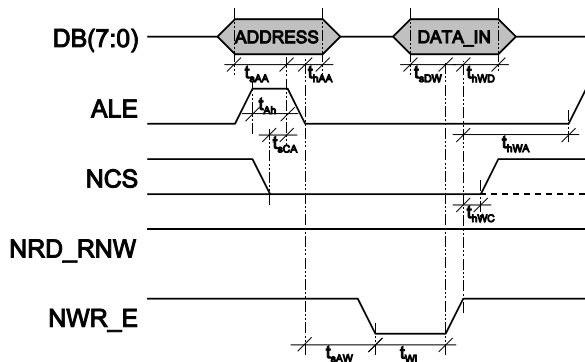 DB(7:0) ADDRESS DATA_IN
tsAA thAA tsDW thWD
ALE tAh
tsCA thWA
NCS
thWC
NRD_RNW
NWR_E
tsAW tWl